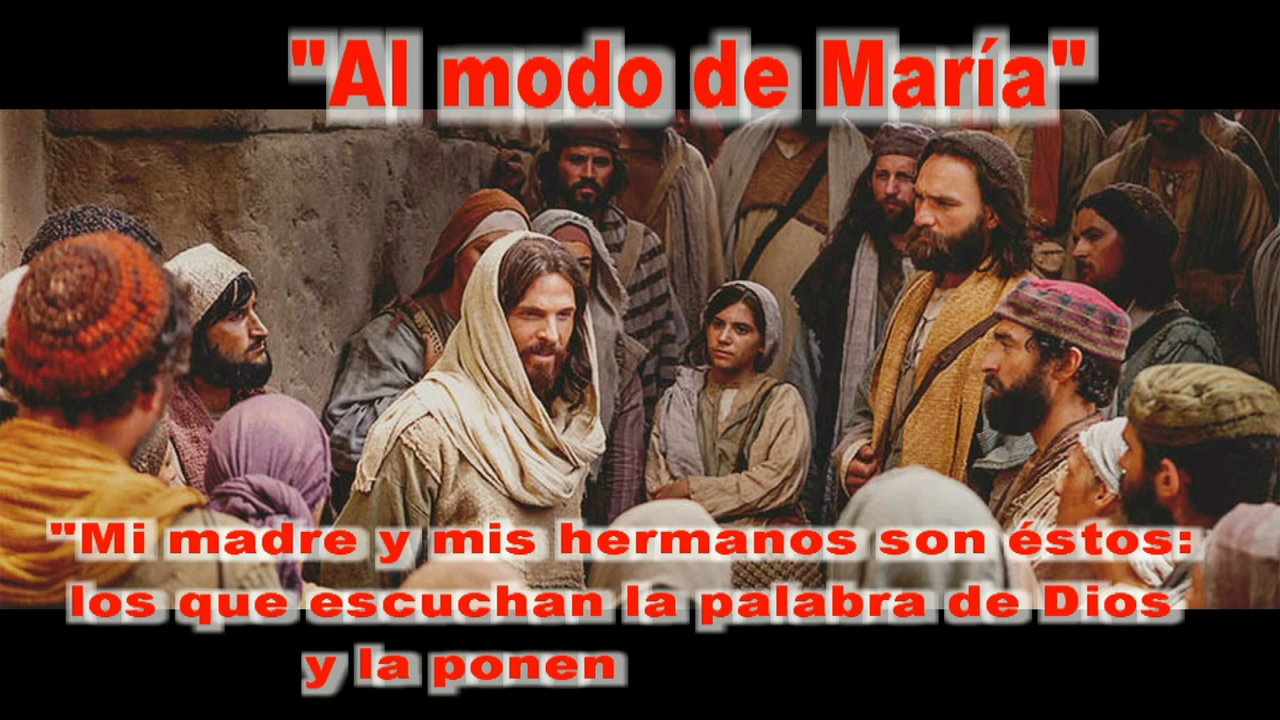 "Al modo de María"
"Mi madre y mis hermanos son éstos:
los que escuchan la palabra de Dios
y la ponen